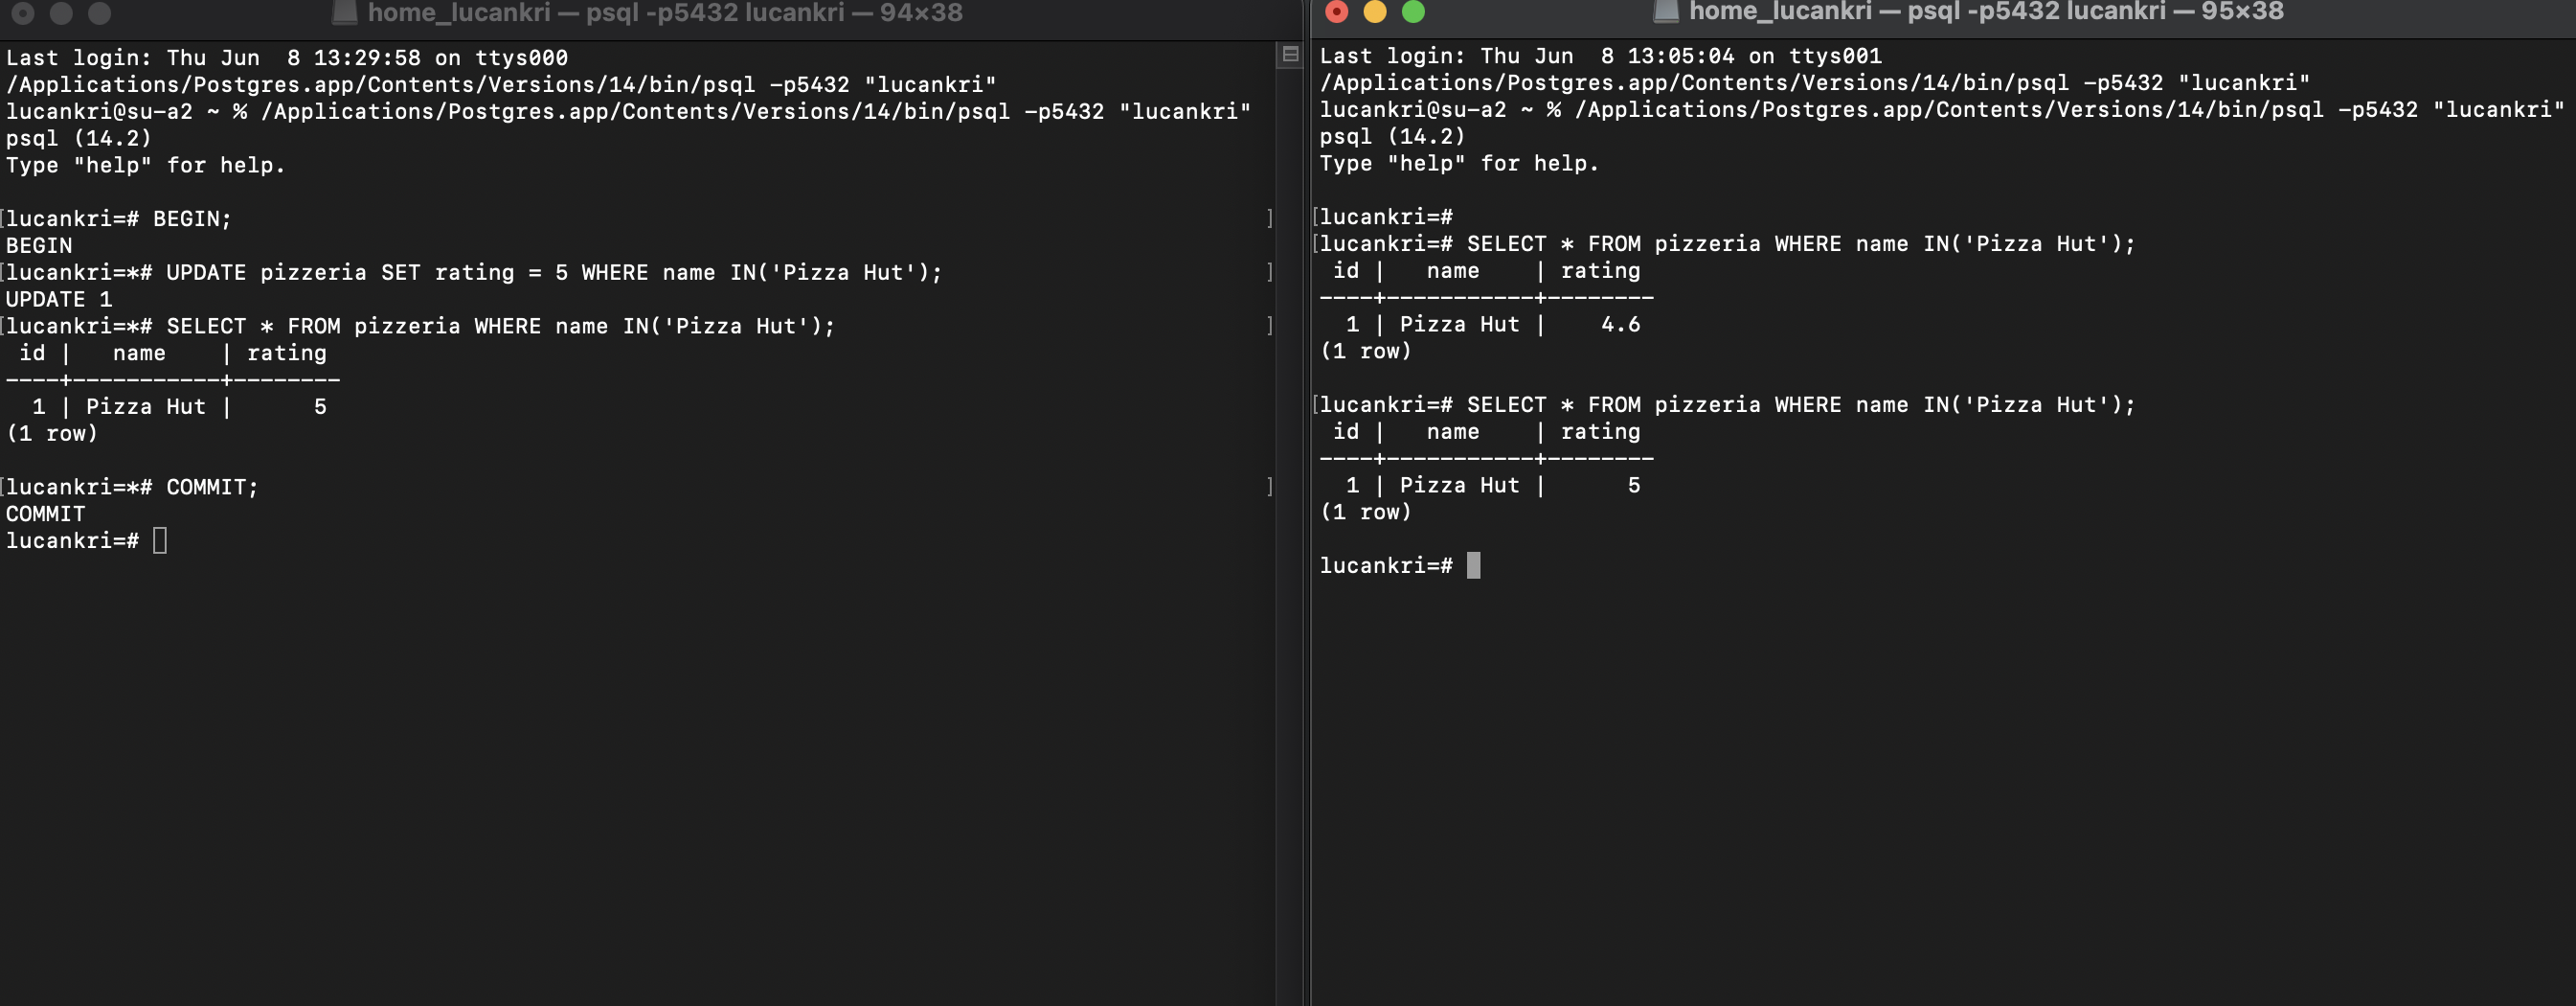 home_lucankri — psql -p5432 lucankri — 94×38
Last login: Thu Jun  8 13:29:58 on ttys000
/Applications/Postgres.app/Contents/Versions/14/bin/psql -p5432 "lucankri"
lucankri@su-a2 ~ % /Applications/Postgres.app/Contents/Versions/14/bin/psql -p5432 "lucankri"
psql (14.2)
Type "help" for help.

[lucankri=# BEGIN; ]
BEGIN
[lucankri=*# UPDATE pizzeria SET rating = 5 WHERE name IN('Pizza Hut'); ]
UPDATE 1
[lucankri=*# SELECT * FROM pizzeria WHERE name IN('Pizza Hut'); ]
 id |   name    | rating
----+-----------+--------
  1 | Pizza Hut |      5
(1 row)

[lucankri=*# COMMIT; ]
COMMIT
lucankri=#
home_lucankri — psql -p5432 lucankri — 95×38
Last login: Thu Jun  8 13:05:04 on ttys001
/Applications/Postgres.app/Contents/Versions/14/bin/psql -p5432 "lucankri"
lucankri@su-a2 ~ % /Applications/Postgres.app/Contents/Versions/14/bin/psql -p5432 "lucankri"
psql (14.2)
Type "help" for help.

[lucankri=#
[lucankri=# SELECT * FROM pizzeria WHERE name IN('Pizza Hut');
 id |   name    | rating
----+-----------+--------
  1 | Pizza Hut |    4.6
(1 row)

[lucankri=# SELECT * FROM pizzeria WHERE name IN('Pizza Hut');
 id |   name    | rating
----+-----------+--------
  1 | Pizza Hut |      5
(1 row)

lucankri=#